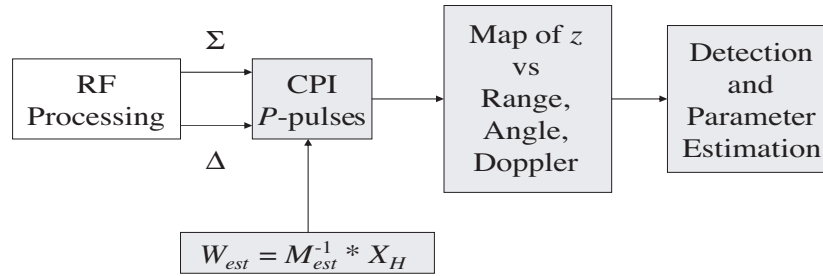 RF
Processing
Σ
Δ
CPI
P-pulses
Map of z
vs
Range,
Angle,
Doppler
Detection
and
Parameter
Estimation
W_est = M_est^-1 * X_H